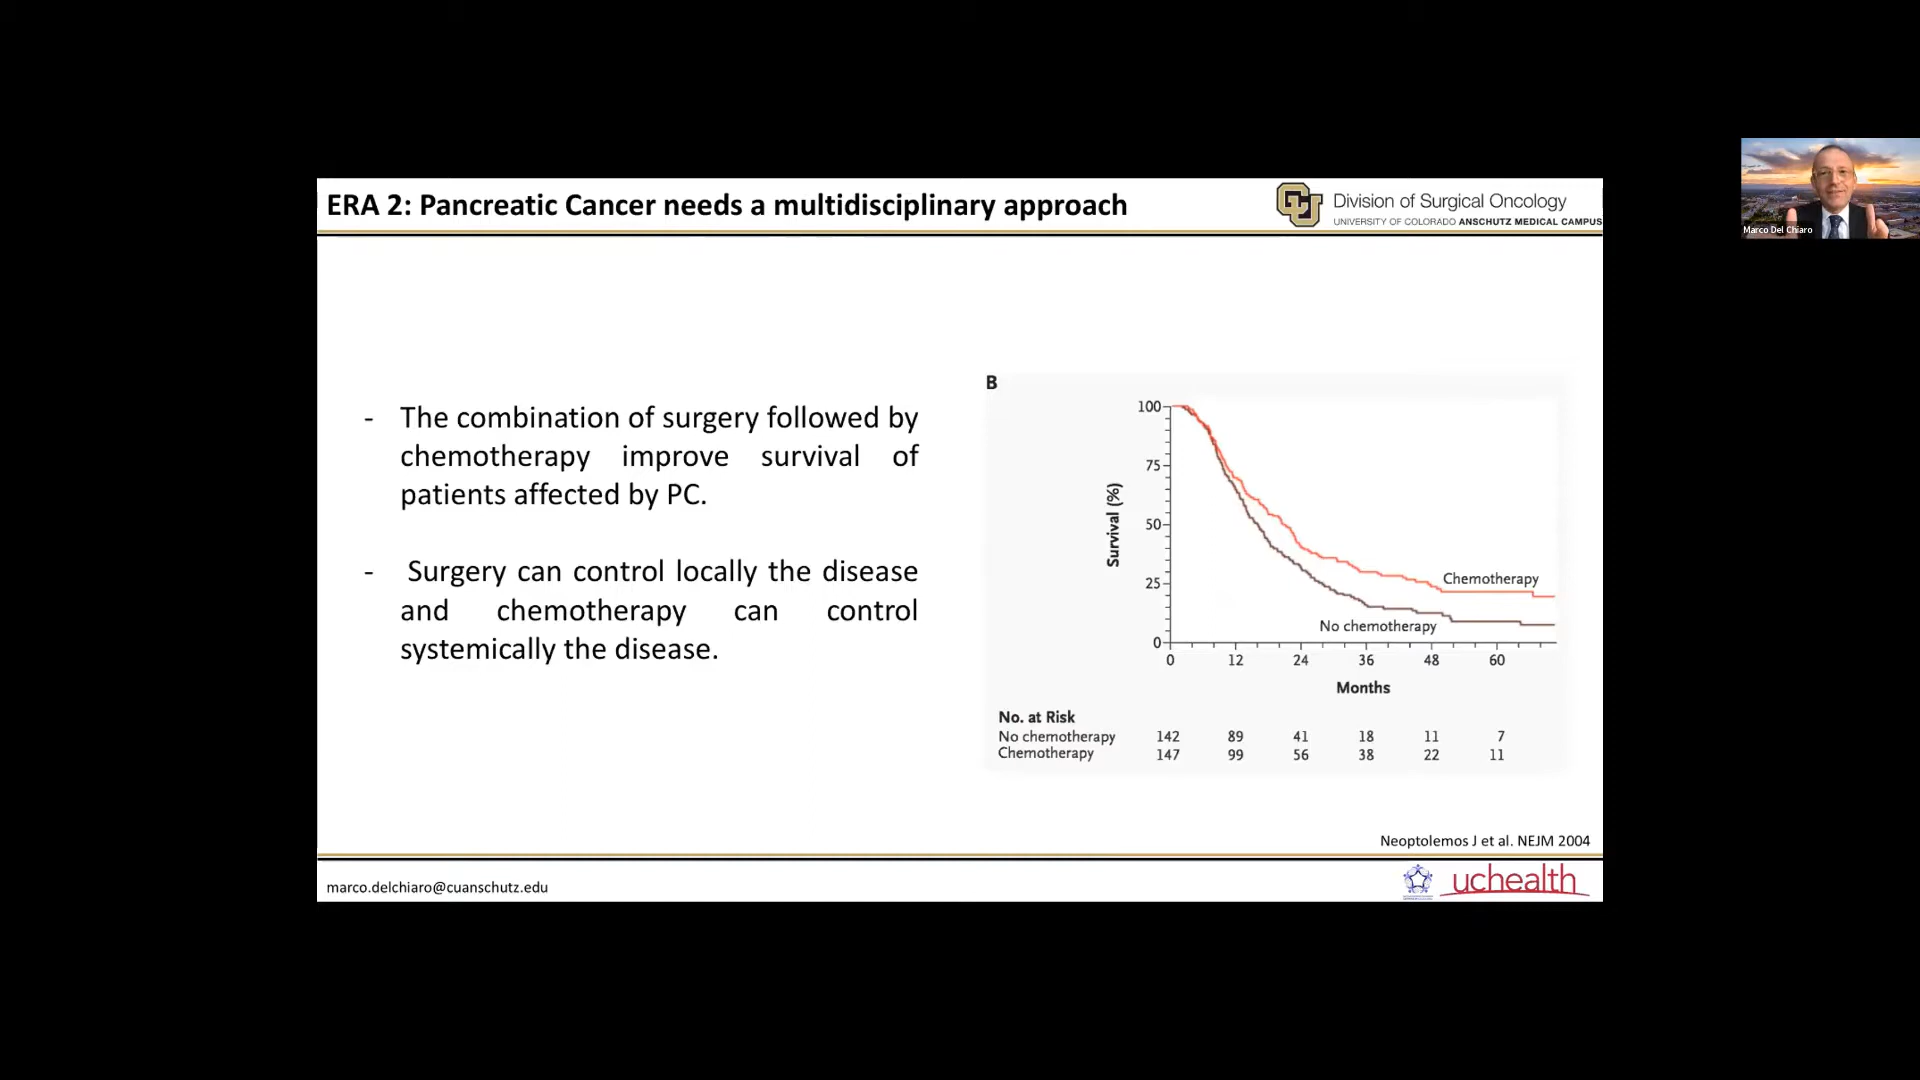 ERA 2: Pancreatic Cancer needs a multidisciplinary approach
Division of Surgical Oncology
UNIVERSITY OF COLORADO ANSCHUTZ MEDICAL CAMPUS
Marco Del Chiaro
- The combination of surgery followed by
chemotherapy improve survival of
patients affected by PC.
- Surgery can control locally the disease
and chemotherapy can control
systemically the disease.
B
100
75
50
25
0
Survival (%)
Chemotherapy
No chemotherapy
0 12 24 36 48 60
Months
No. at Risk
No chemotherapy 142 89 41 18 11 7
Chemotherapy 147 99 56 38 22 11
Neoptolemos J et al. NEJM 2004
marco.delchiaro@cuanschutz.edu
uchealth